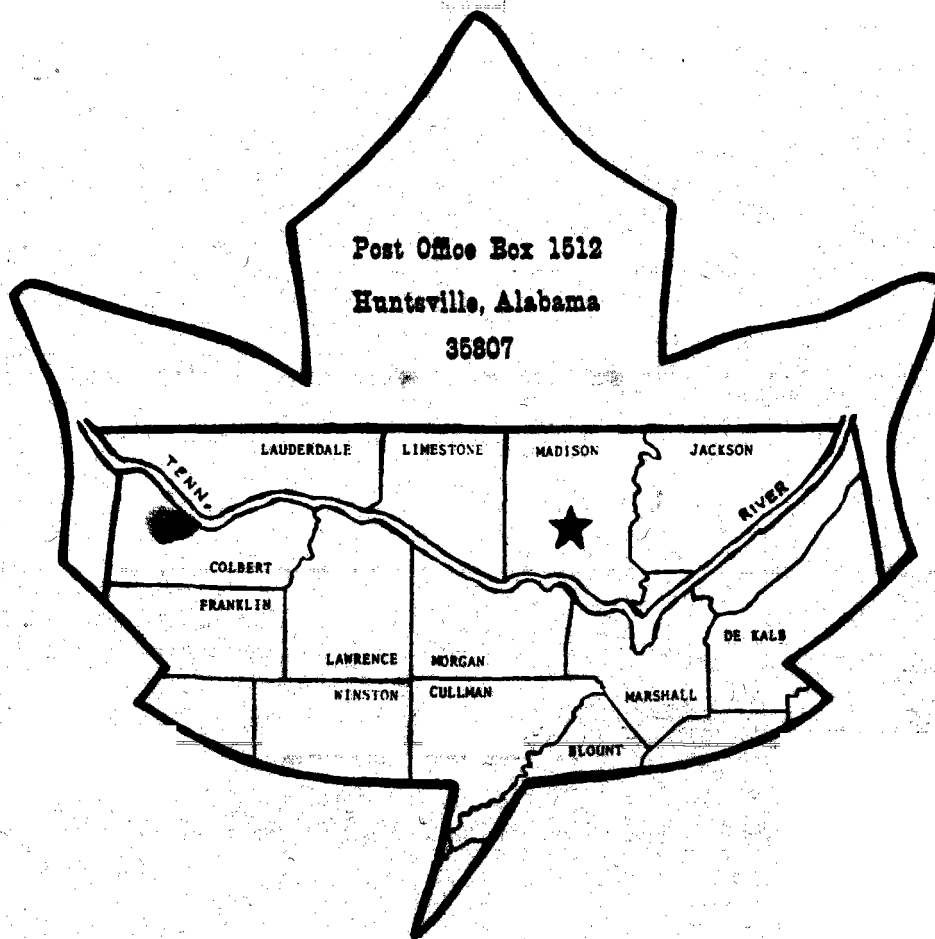 Post Office Box 1512
Huntsville, Alabama
35807
LAUDERDALE
LIMESTONE
MADISON
JACKSON
TENN.
RIVER
COLBERT
FRANKLIN
DE KALB
LAWRENCE
MORGAN
WINSTON
CULLMAN
MARSHALL
BLOUNT